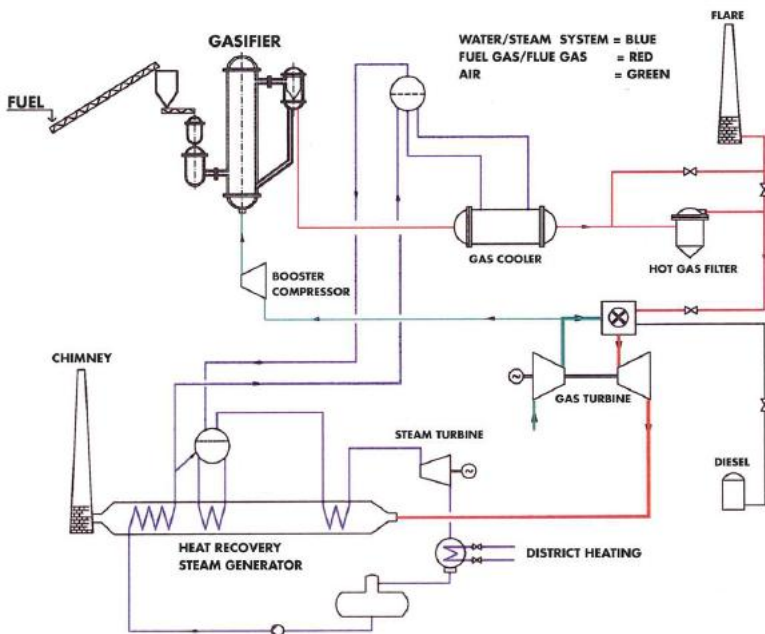 FLARE
GASIFIER
WATER/STEAM SYSTEM = BLUE
FUEL GAS/FLUE GAS = RED
AIR = GREEN
FUEL
GAS COOLER
HOT GAS FILTER
BOOSTER
COMPRESSOR
CHIMNEY
GAS TURBINE
STEAM TURBINE
DIESEL
HEAT RECOVERY
STEAM GENERATOR
DISTRICT HEATING